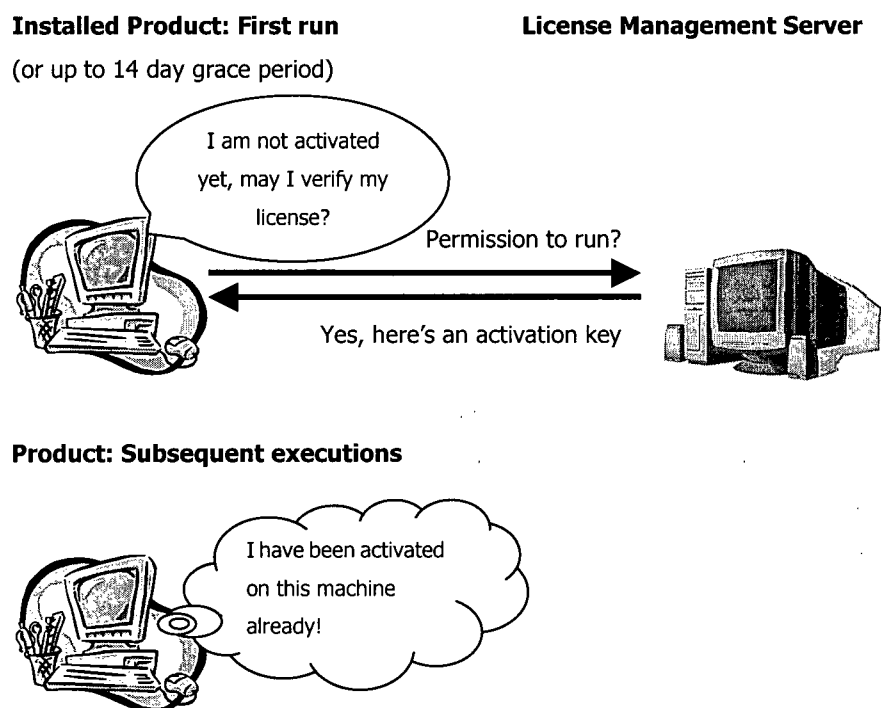 Installed Product: First run
License Management Server
(or up to 14 day grace period)
I am not activated
yet, may I verify my
license?
Permission to run?
Yes, here's an activation key
Product: Subsequent executions
I have been activated
on this machine
already!